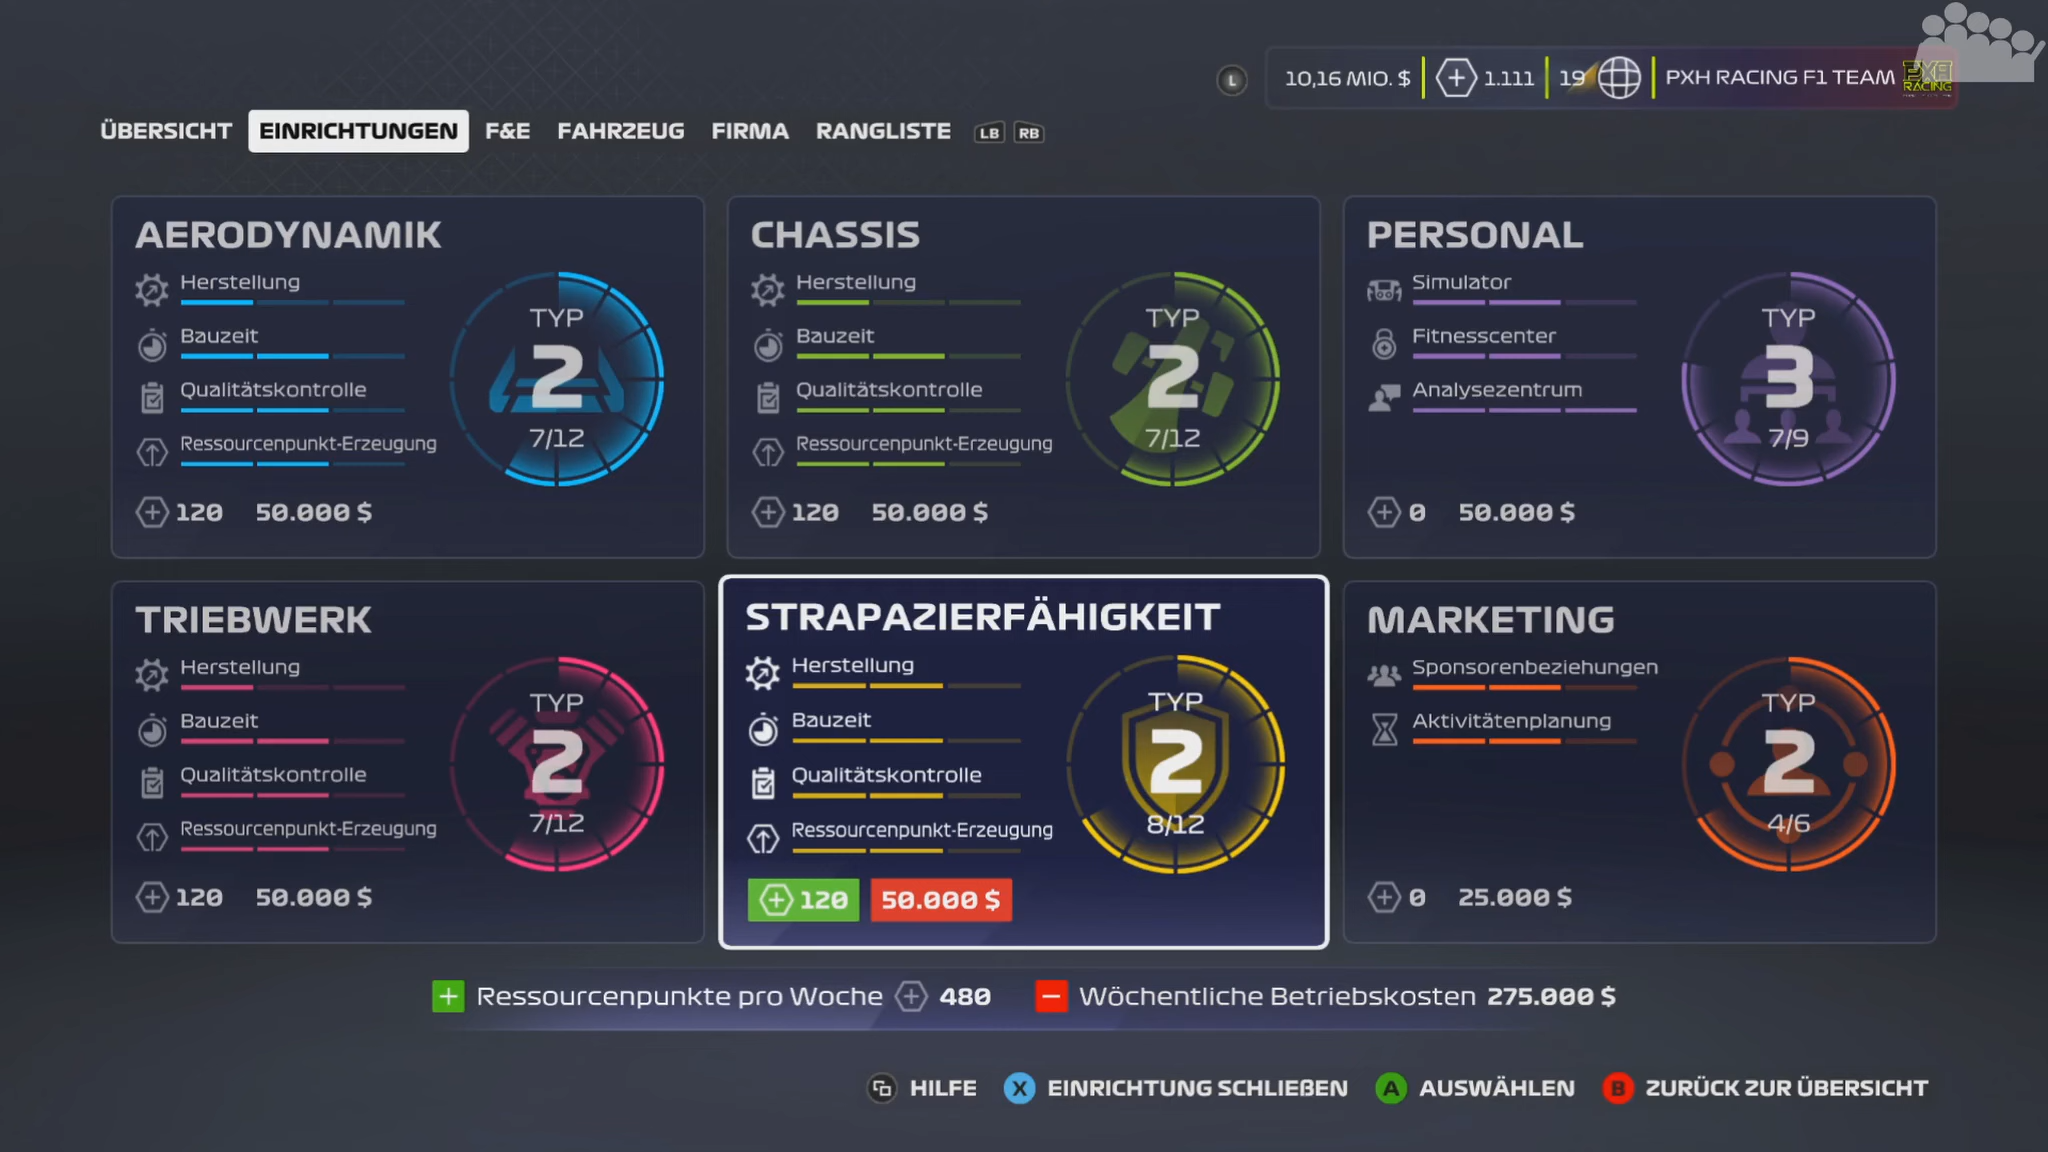 L 10,16 MIO. $ 1.111 19 PXH RACING F1 TEAM PXH RACING
ÜBERSICHT EINRICHTUNGEN F&E FAHRZEUG FIRMA RANGLISTE LB RB
AERODYNAMIK
Herstellung
Bauzeit
Qualitätskontrolle
Ressourcenpunkt-Erzeugung
TYP
2
7/12
120 50.000 $
CHASSIS
Herstellung
Bauzeit
Qualitätskontrolle
Ressourcenpunkt-Erzeugung
TYP
2
7/12
120 50.000 $
PERSONAL
Simulator
Fitnesscenter
Analysezentrum
TYP
3
7/9
0 50.000 $
TRIEBWERK
Herstellung
Bauzeit
Qualitätskontrolle
Ressourcenpunkt-Erzeugung
TYP
2
7/12
120 50.000 $
STRAPAZIERFÄHIGKEIT
Herstellung
Bauzeit
Qualitätskontrolle
Ressourcenpunkt-Erzeugung
TYP
2
8/12
120 50.000 $
MARKETING
Sponsorenbeziehungen
Aktivitätenplanung
TYP
2
4/6
0 25.000 $
Ressourcenpunkte pro Woche 480 Wöchentliche Betriebskosten 275.000 $
HILFE X EINRICHTUNG SCHLIEßEN A AUSWÄHLEN B ZURÜCK ZUR ÜBERSICHT